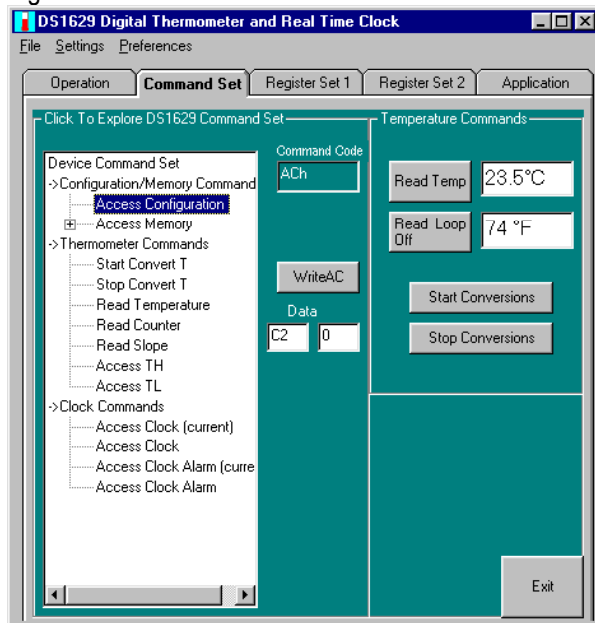 DS1629 Digital Thermometer and Real Time Clock
File Settings Preferences
Operation Command Set Register Set 1 Register Set 2 Application
Click To Explore DS1629 Command Set
Device Command Set
->Configuration/Memory Command
Access Configuration
Access Memory
->Thermometer Commands
Start Convert T
Stop Convert T
Read Temperature
Read Counter
Read Slope
Access TH
Access TL
->Clock Commands
Access Clock (current)
Access Clock
Access Clock Alarm (curre
Access Clock Alarm
Command Code
ACh
WriteAC
Data
C2 0
Temperature Commands
Read Temp 23.5°C
Read Loop
Off
74 °F
Start Conversions
Stop Conversions
Exit